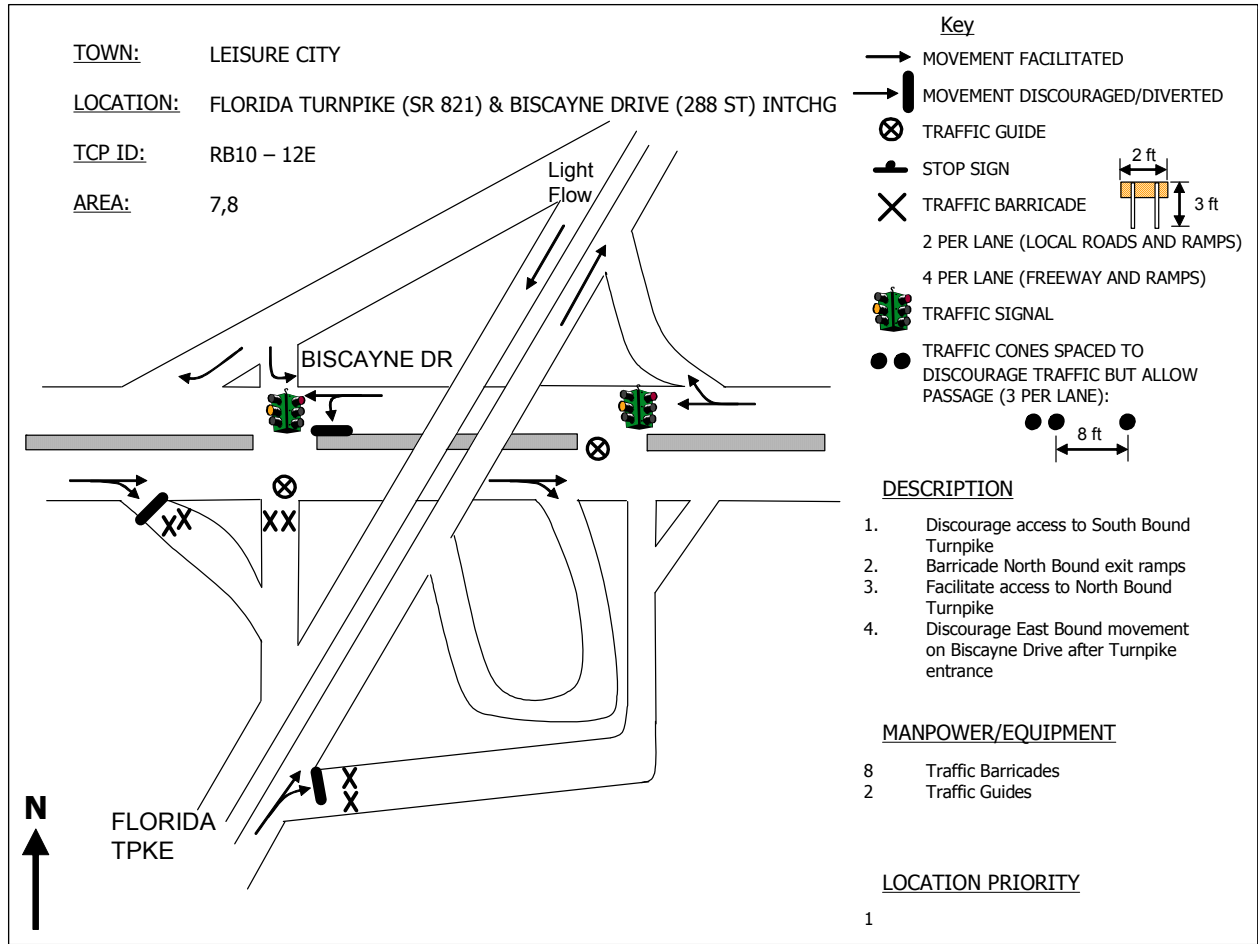 TOWN: LEISURE CITY
LOCATION: FLORIDA TURNPIKE (SR 821) & BISCAYNE DRIVE (288 ST) INTCHG
TCP ID: RB10 – 12E
AREA: 7,8
Light
Flow
BISCAYNE DR
FLORIDA
TPKE
N
Key
MOVEMENT FACILITATED
MOVEMENT DISCOURAGED/DIVERTED
TRAFFIC GUIDE
STOP SIGN
2 ft
TRAFFIC BARRICADE
3 ft
2 PER LANE (LOCAL ROADS AND RAMPS)
4 PER LANE (FREEWAY AND RAMPS)
TRAFFIC SIGNAL
TRAFFIC CONES SPACED TO
DISCOURAGE TRAFFIC BUT ALLOW
PASSAGE (3 PER LANE):
8 ft
DESCRIPTION
1. Discourage access to South Bound
Turnpike
2. Barricade North Bound exit ramps
3. Facilitate access to North Bound
Turnpike
4. Discourage East Bound movement
on Biscayne Drive after Turnpike
entrance
MANPOWER/EQUIPMENT
8 Traffic Barricades
2 Traffic Guides
LOCATION PRIORITY
1